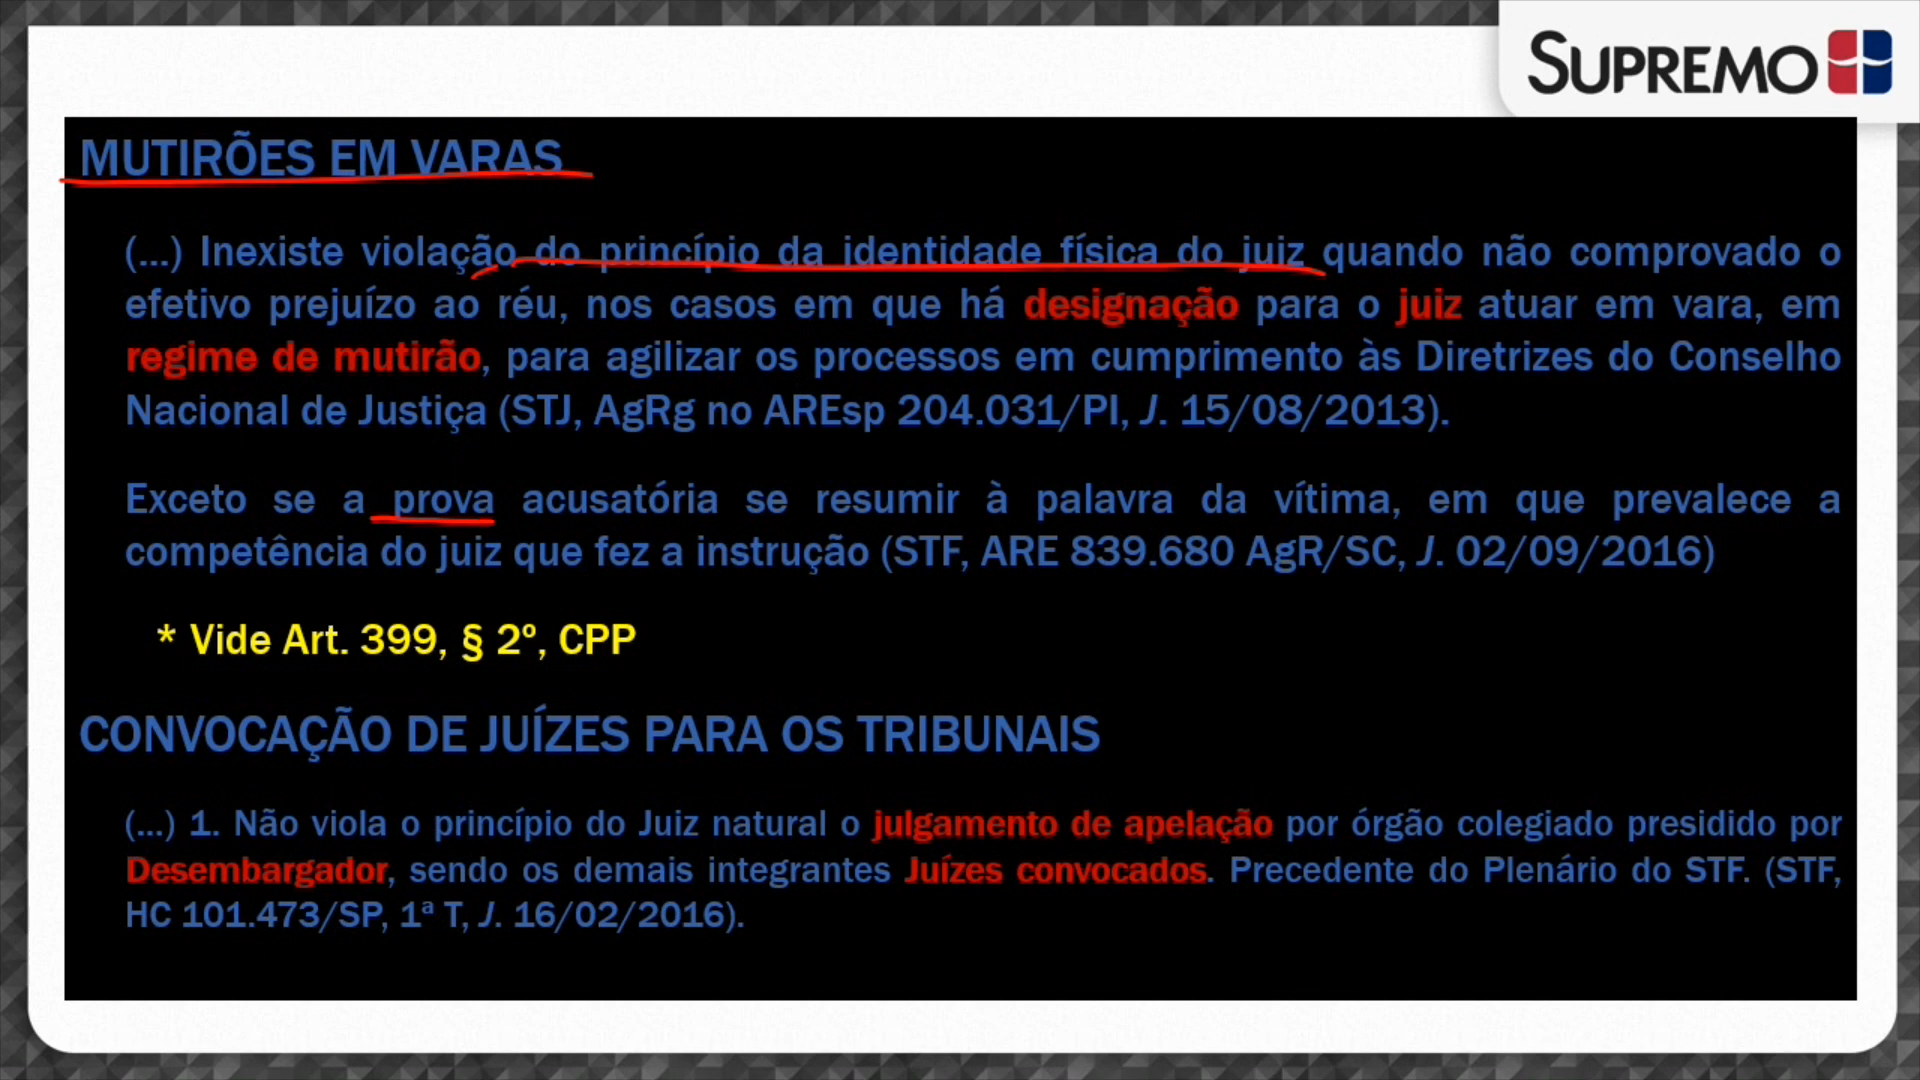 SUPREMO
MUTIRÕES EM VARAS
(...) Inexiste violação do princípio da identidade física do juiz quando não comprovado o
efetivo prejuízo ao réu, nos casos em que há designação para o juiz atuar em vara, em
regime de mutirão, para agilizar os processos em cumprimento às Diretrizes do Conselho
Nacional de Justiça (STJ, AgRg no AREsp 204.031/PI, J. 15/08/2013).
Exceto se a prova acusatória se resumir à palavra da vítima, em que prevalece a
competência do juiz que fez a instrução (STF, ARE 839.680 AgR/SC, J. 02/09/2016)
* Vide Art. 399, § 2º, CPP
CONVOCAÇÃO DE JUÍZES PARA OS TRIBUNAIS
(...) 1. Não viola o princípio do Juiz natural o julgamento de apelação por órgão colegiado presidido por
Desembargador, sendo os demais integrantes Juízes convocados. Precedente do Plenário do STF. (STF,
HC 101.473/SP, 1ª T, J. 16/02/2016).